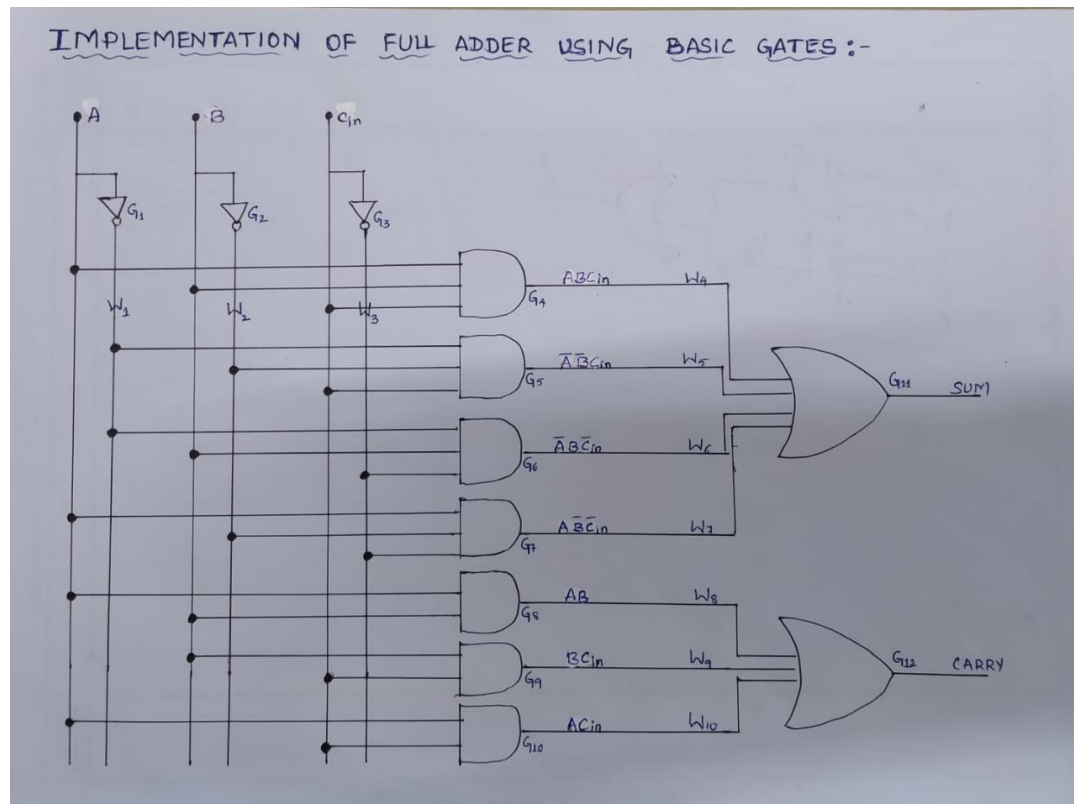 IMPLEMENTATION OF FULL ADDER USING BASIC GATES :-
A B Cin
G1 G2 G3
W1 W2 W3
ABCin W4
G4
A̅B̅Cin W5
G5
G11 SUM
A̅BC̅in W6
G6
AB̅C̅in W7
G7
AB W8
G8
BCin W9
G9
G12 CARRY
ACin W10
G10